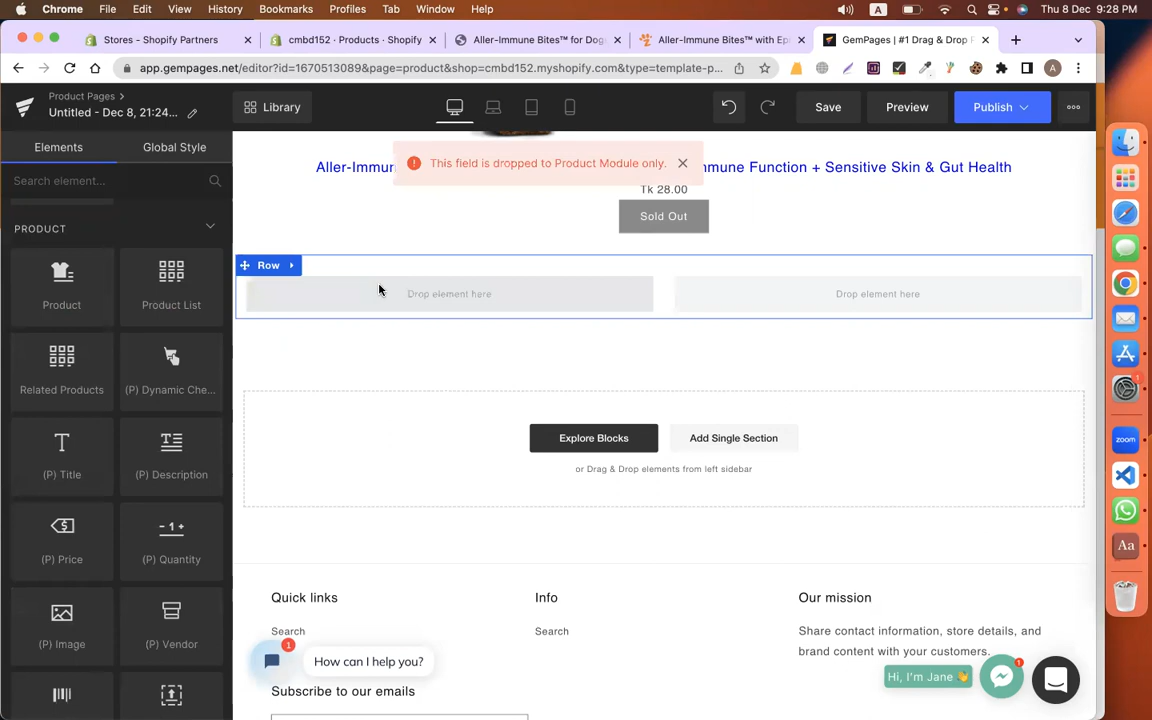 Chrome File Edit View History Bookmarks Profiles Tab Window Help A Thu 8 Dec 9:28 PM
Stores - Shopify Partners cmbd152 · Products · Shopify Aller-Immune Bites™ for Dog Aller-Immune Bites™ with Ep GemPages | #1 Drag & Drop P
app.gempages.net/editor?id=1670513089&page=product&shop=cmbd152.myshopify.com&type=template-p... A
Product Pages
Untitled - Dec 8, 21:24...
Library
Save
Preview
Publish
Elements
Global Style
Search element...
PRODUCT
Product
Product List
Related Products
(P) Dynamic Che...
(P) Title
(P) Description
(P) Price
- 1 +
(P) Quantity
(P) Image
(P) Vendor
This field is dropped to Product Module only.
Aller-Immun mmune Function + Sensitive Skin & Gut Health
Tk 28.00
Sold Out
Row
Drop element here
Drop element here
Explore Blocks
Add Single Section
or Drag & Drop elements from left sidebar
Quick links
Info
Our mission
Search
Search
Share contact information, store details, and
brand content with your customers.
1
How can I help you?
Hi, I'm Jane 👋
1
Subscribe to our emails
1
zoom
Aa